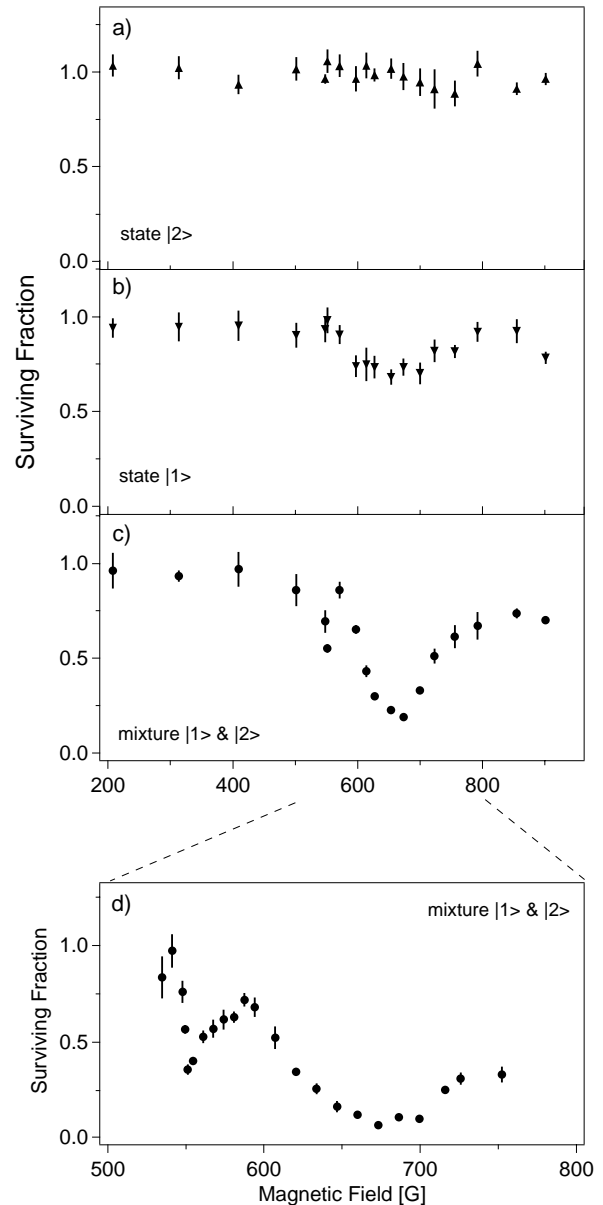 a)
1.0
0.5
state |2>
0.0
b)
1.0
0.5
state |1>
0.0
Surviving Fraction
c)
1.0
0.5
mixture |1> & |2>
0.0
200 400 600 800
d)
mixture |1> & |2>
1.0
0.5
0.0
Surviving Fraction
500 600 700 800
Magnetic Field [G]